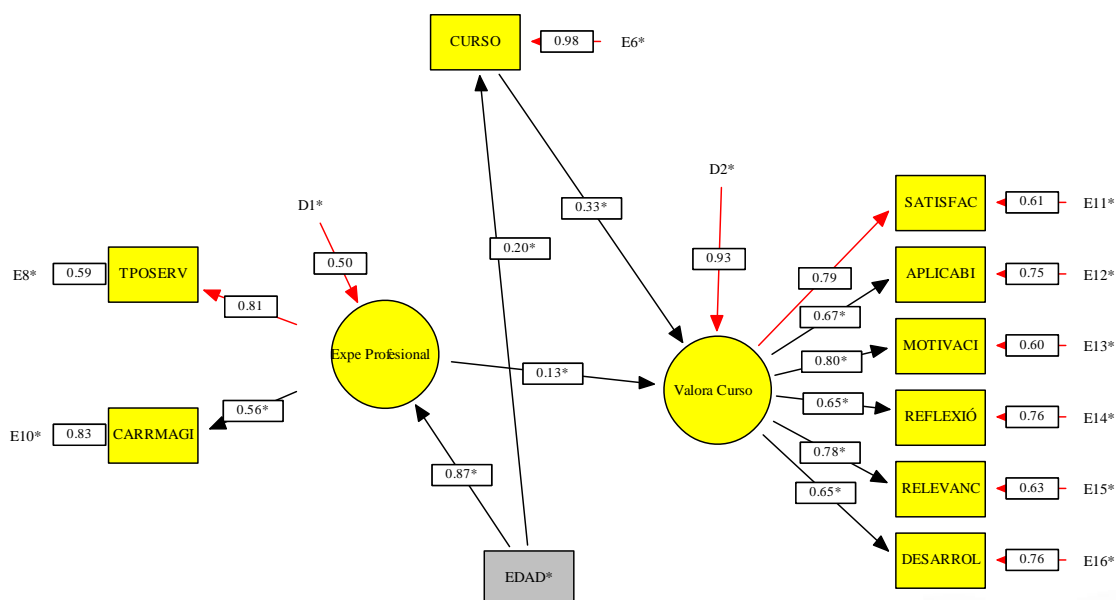 CURSO
0.98
E6*
D2*
SATISFAC
0.61
E11*
D1*
0.33*
0.20*
0.93
0.79
E8*
0.59
TPOSERV
0.81
0.50
APLICABI
0.75
E12*
0.67*
Expe Profesional
0.13*
Valora Curso
0.80*
MOTIVACI
0.60
E13*
0.65*
REFLEXIÓ
0.76
E14*
E10*
0.83
CARRMAGI
0.56*
0.87*
0.78*
RELEVANC
0.63
E15*
0.65*
DESARROL
0.76
E16*
EDAD*